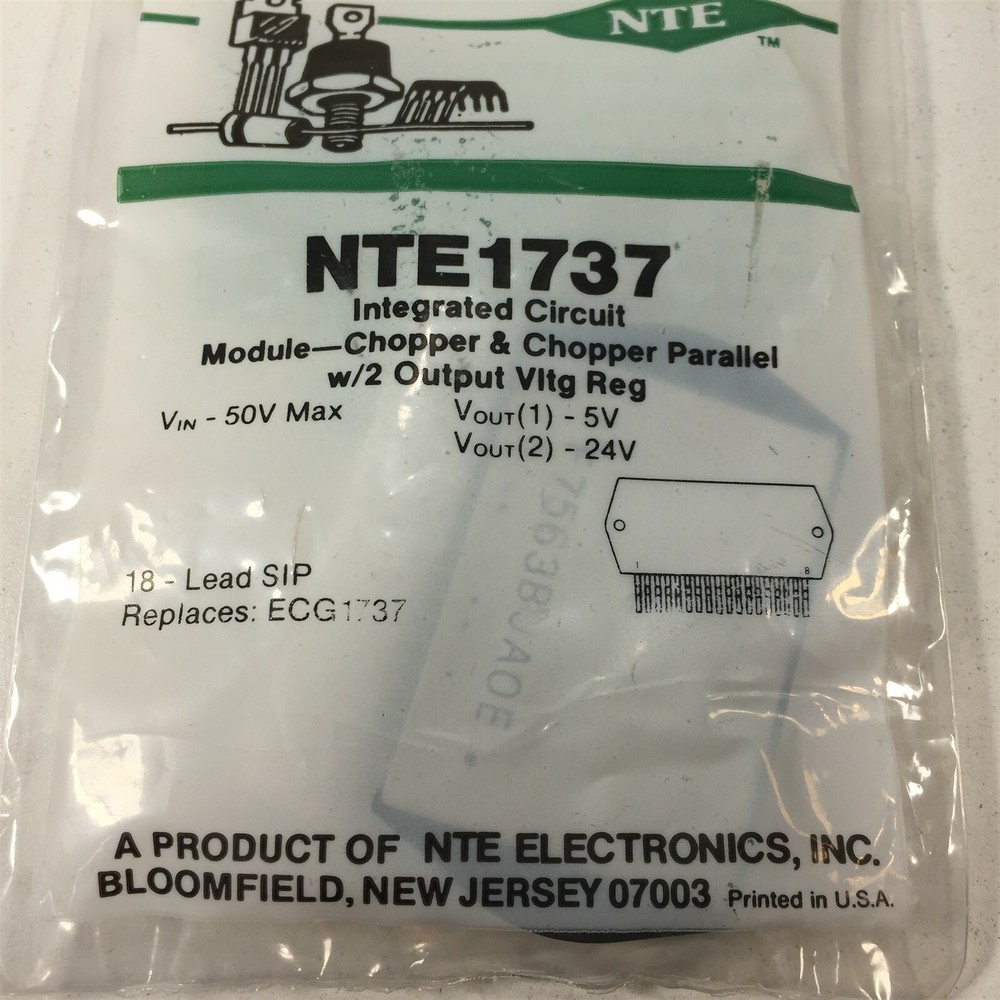 NTE
TM
NTE1737
Integrated Circuit
Module—Chopper & Chopper Parallel
w/2 Output Vltg Reg
VIN - 50V Max
VOUT(1) - 5V
VOUT(2) - 24V
1
8
18 - Lead SIP
Replaces: ECG1737
A PRODUCT OF NTE ELECTRONICS, INC.
BLOOMFIELD, NEW JERSEY 07003 Printed in U.S.A.